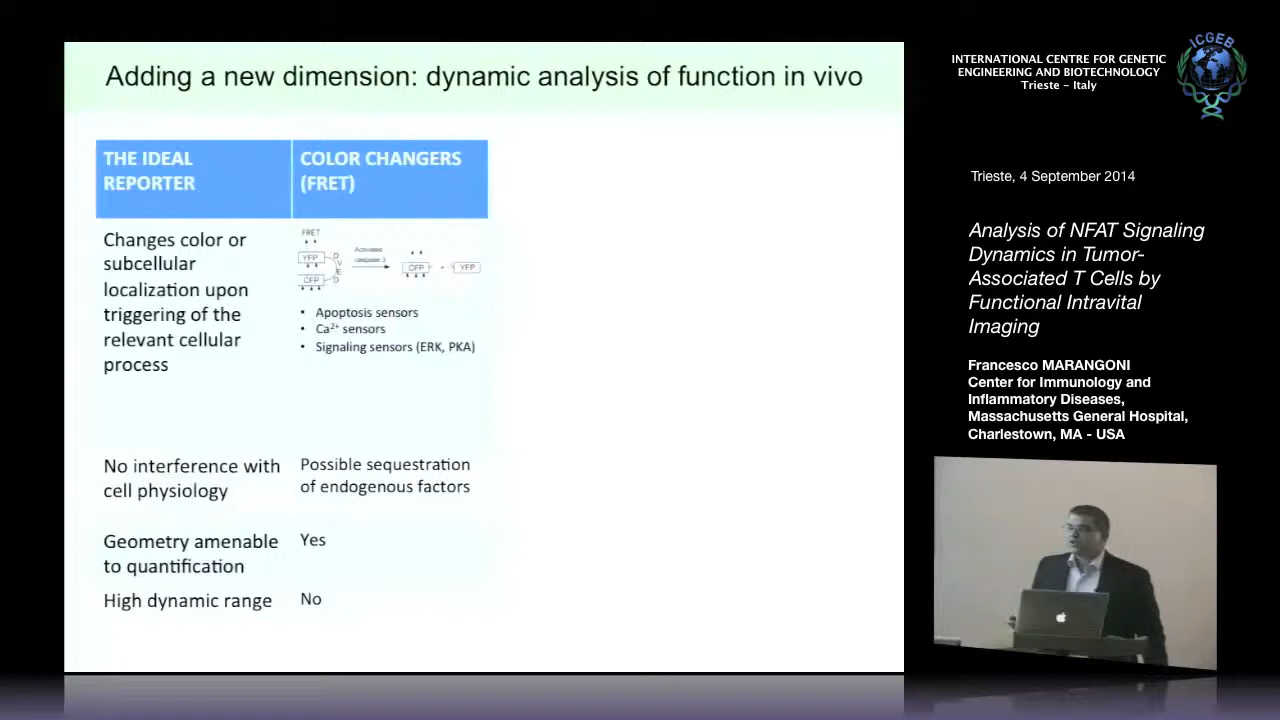 Adding a new dimension: dynamic analysis of function in vivo
THE IDEAL
REPORTER
COLOR CHANGERS
(FRET)
Changes color or
subcellular
localization upon
triggering of the
relevant cellular
process
FRET
YFP
D
V
E
D
CFP
Activated
caspase 3
CFP
+
YFP
• Apoptosis sensors
• Ca²⁺ sensors
• Signaling sensors (ERK, PKA)
No interference with
cell physiology
Possible sequestration
of endogenous factors
Geometry amenable
to quantification
Yes
High dynamic range
No
INTERNATIONAL CENTRE FOR GENETIC
ENGINEERING AND BIOTECHNOLOGY
Trieste - Italy
ICGEB
Trieste, 4 September 2014
Analysis of NFAT Signaling
Dynamics in Tumor-
Associated T Cells by
Functional Intravital
Imaging
Francesco MARANGONI
Center for Immunology and
Inflammatory Diseases,
Massachusetts General Hospital,
Charlestown, MA - USA